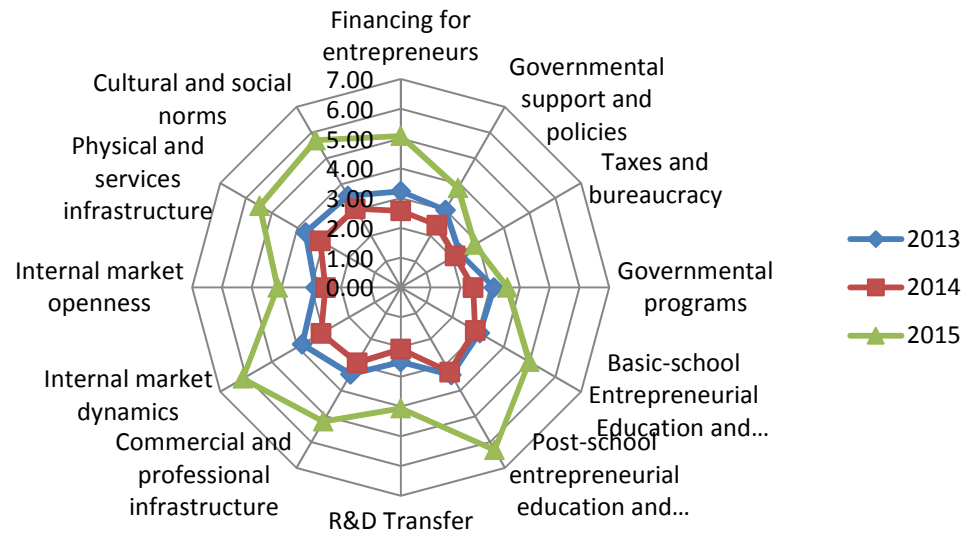 Financing for
entrepreneurs
Governmental
support and
policies
Taxes and
bureaucracy
Governmental
programs
Basic-school
Entrepreneurial
Education and…
Post-school
entrepreneurial
education and…
R&D Transfer
Commercial and
professional
infrastructure
Internal market
dynamics
Internal market
openness
Physical and
services
infrastructure
Cultural and social
norms
7.00
6.00
5.00
4.00
3.00
2.00
1.00
0.00
2013
2014
2015